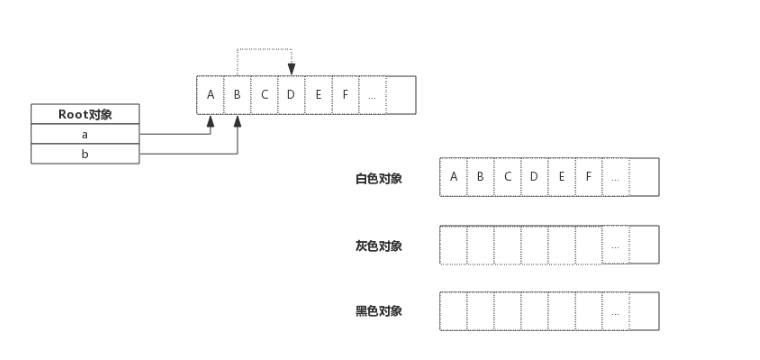 A B C D E F ...
Root对象
a
b
白色对象 A B C D E F ...
灰色对象 ...
黑色对象 ...